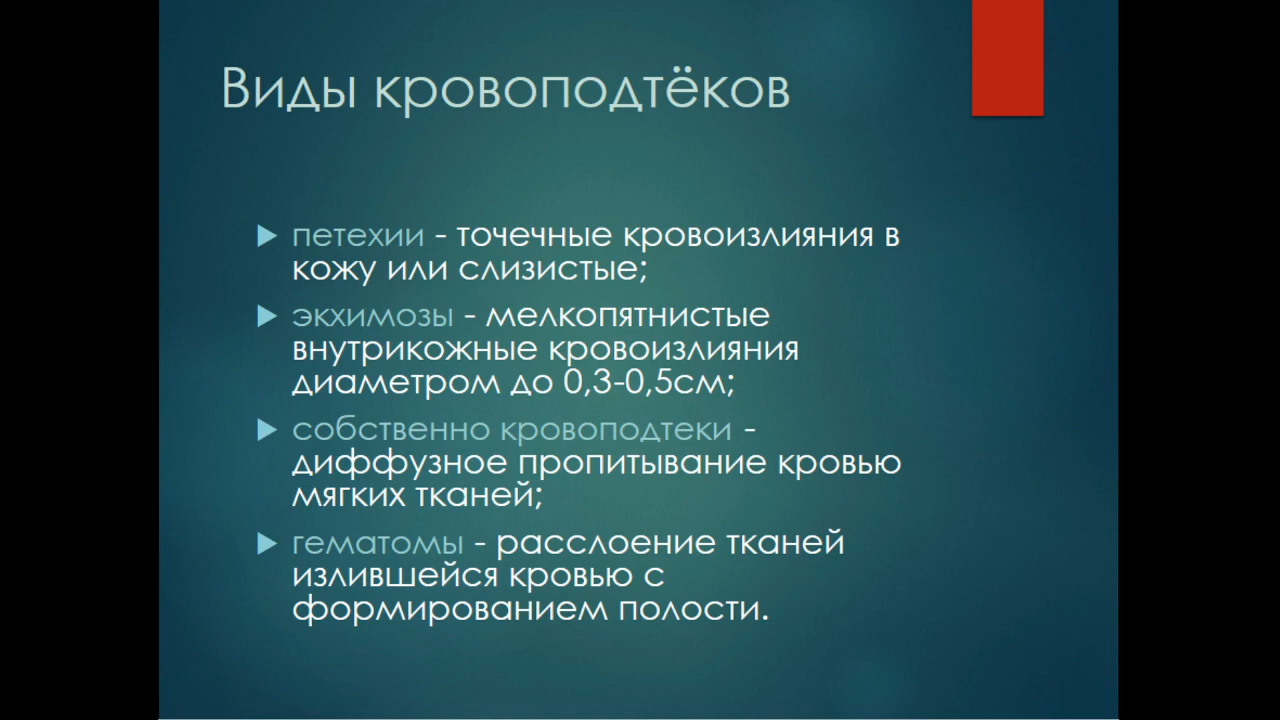 Виды кровоподтёков
петехии - точечные кровоизлияния в
кожу или слизистые;
экхимозы - мелкопятнистые
внутрикожные кровоизлияния
диаметром до 0,3-0,5см;
собственно кровоподтеки -
диффузное пропитывание кровью
мягких тканей;
гематомы - расслоение тканей
излившейся кровью с
формированием полости.